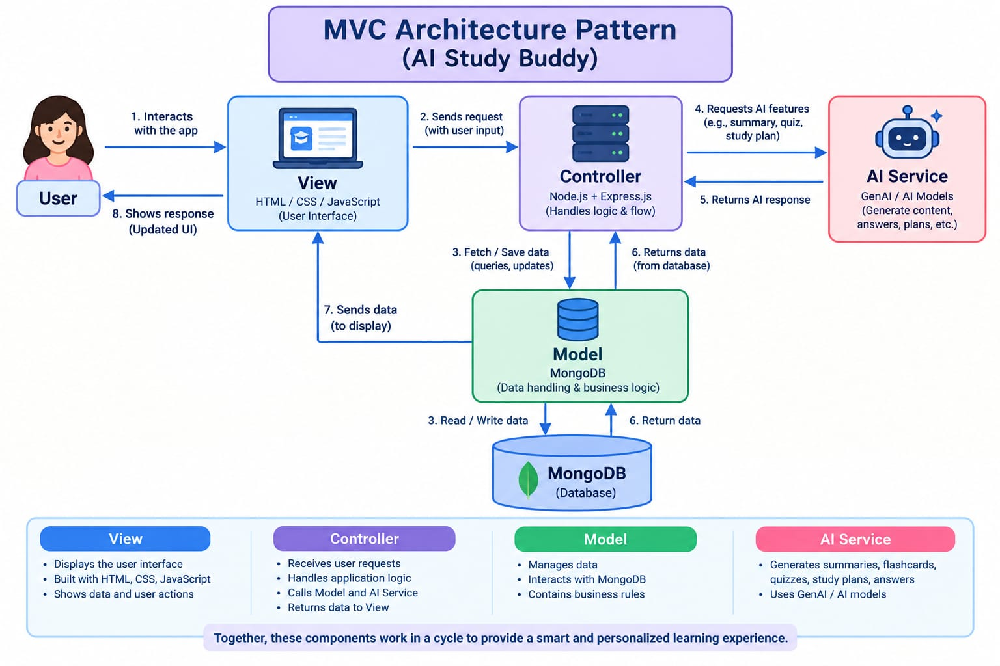 MVC Architecture Pattern
(AI Study Buddy)
1. Interacts
with the app
User
8. Shows response
(Updated UI)
View
HTML / CSS / JavaScript
(User Interface)
2. Sends request
(with user input)
Controller
Node.js + Express.js
(Handles logic & flow)
4. Requests AI features
(e.g., summary, quiz,
study plan)
5. Returns AI response
AI Service
GenAI / AI Models
(Generate content,
answers, plans, etc.)
3. Fetch / Save data
(queries, updates)
6. Returns data
(from database)
7. Sends data
(to display)
Model
MongoDB
(Data handling & business logic)
3. Read / Write data
6. Return data
MongoDB
(Database)
View
• Displays the user interface
• Built with HTML, CSS, JavaScript
• Shows data and user actions
Controller
• Receives user requests
• Handles application logic
• Calls Model and AI Service
• Returns data to View
Model
• Manages data
• Interacts with MongoDB
• Contains business rules
AI Service
• Generates summaries, flashcards,
quizzes, study plans, answers
• Uses GenAI / AI models
Together, these components work in a cycle to provide a smart and personalized learning experience.